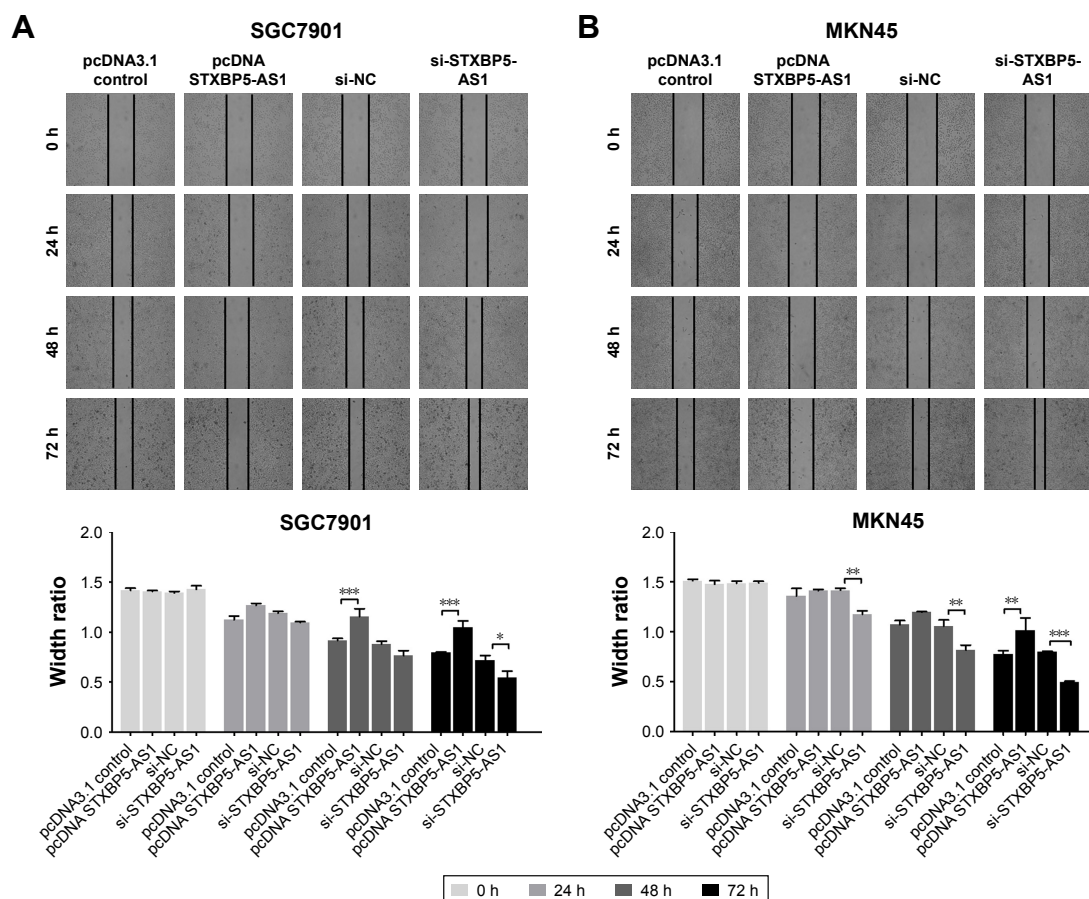 A
SGC7901
pcDNA3.1
control
pcDNA
STXBP5-AS1
si-NC
si-STXBP5-
AS1
0 h
24 h
48 h
72 h
SGC7901
Width ratio
2.0
1.5
1.0
0.5
0.0
***
***
*
pcDNA3.1 control
pcDNA STXBP5-AS1
si-NC
si-STXBP5-AS1
pcDNA3.1 control
pcDNA STXBP5-AS1
si-NC
si-STXBP5-AS1
pcDNA3.1 control
pcDNA STXBP5-AS1
si-NC
si-STXBP5-AS1
pcDNA3.1 control
pcDNA STXBP5-AS1
si-NC
si-STXBP5-AS1
B
MKN45
pcDNA3.1
control
pcDNA
STXBP5-AS1
si-NC
si-STXBP5-
AS1
0 h
24 h
48 h
72 h
MKN45
Width ratio
2.0
1.5
1.0
0.5
0.0
**
**
**
***
pcDNA3.1 control
pcDNA STXBP5-AS1
si-NC
si-STXBP5-AS1
pcDNA3.1 control
pcDNA STXBP5-AS1
si-NC
si-STXBP5-AS1
pcDNA3.1 control
pcDNA STXBP5-AS1
si-NC
si-STXBP5-AS1
pcDNA3.1 control
pcDNA STXBP5-AS1
si-NC
si-STXBP5-AS1
0 h 24 h 48 h 72 h